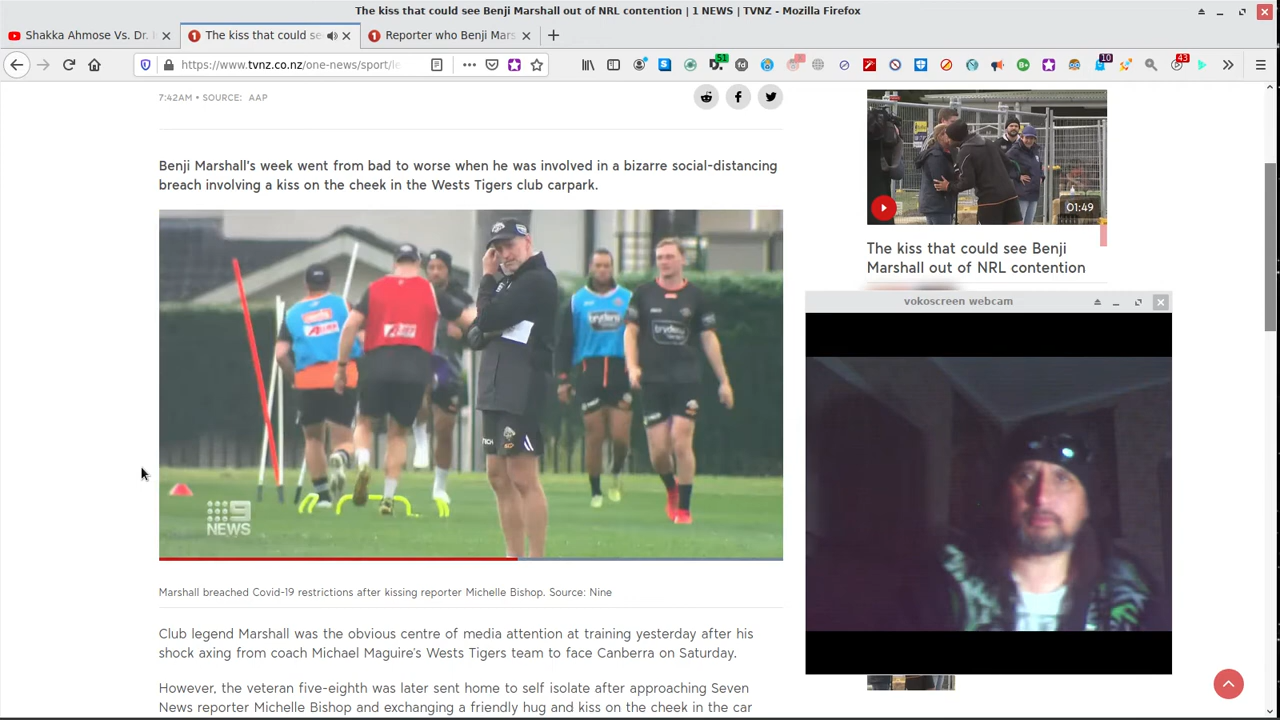 The kiss that could see Benji Marshall out of NRL contention | 1 NEWS | TVNZ - Mozilla Firefox
Shakka Ahmose Vs. Dr.
The kiss that could se
Reporter who Benji Mars
https://www.tvnz.co.nz/one-news/sport/le
51
10
43
7:42AM • SOURCE: AAP
Benji Marshall's week went from bad to worse when he was involved in a bizarre social-distancing
breach involving a kiss on the cheek in the Wests Tigers club carpark.
9
NEWS
Marshall breached Covid-19 restrictions after kissing reporter Michelle Bishop. Source: Nine
Club legend Marshall was the obvious centre of media attention at training yesterday after his
shock axing from coach Michael Maguire's Wests Tigers team to face Canberra on Saturday.
However, the veteran five-eighth was later sent home to self isolate after approaching Seven
News reporter Michelle Bishop and exchanging a friendly hug and kiss on the cheek in the car
01:49
The kiss that could see Benji
Marshall out of NRL contention
vokoscreen webcam